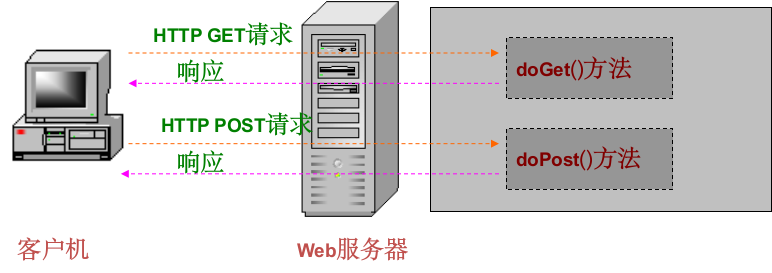 HTTP GET请求
响应
doGet()方法
HTTP POST请求
响应
doPost()方法
客户机
Web服务器